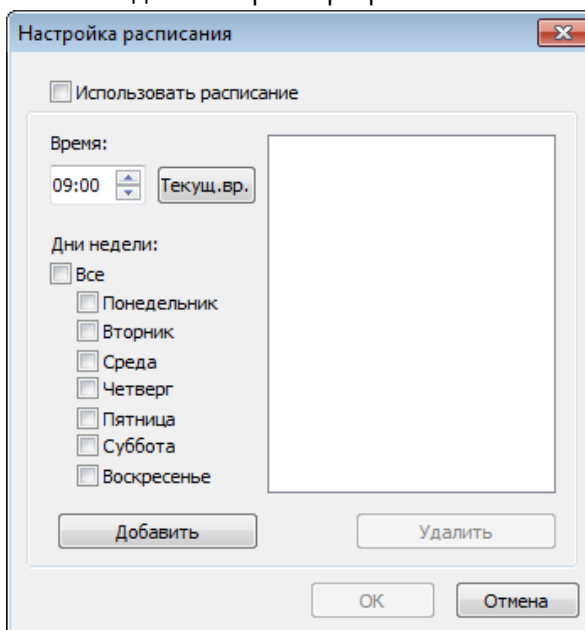 Настройка расписания
Использовать расписание
Время:
09:00 Текущ.вр.
Дни недели:
Все
Понедельник
Вторник
Среда
Четверг
Пятница
Суббота
Воскресенье
Добавить Удалить
OK Отмена